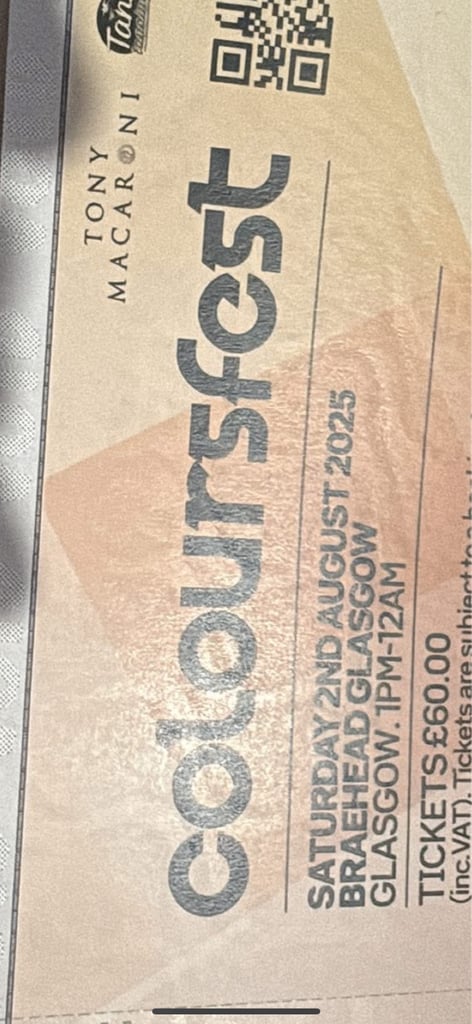 TONY
MACARONI
coloursfest
SATURDAY 2ND AUGUST 2025
BRAEHEAD GLASGOW
GLASGOW. 1PM-12AM
TICKETS £60.00
(inc.VAT). Tickets are subject to